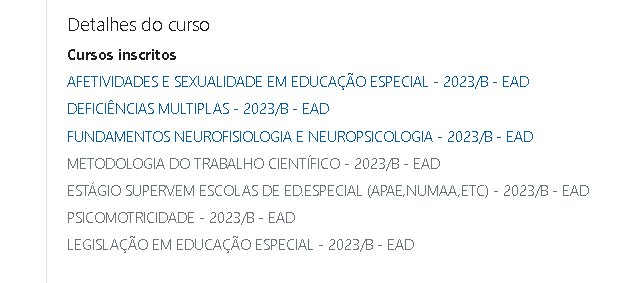 Detalhes do curso
Cursos inscritos
AFETIVIDADES E SEXUALIDADE EM EDUCAÇÃO ESPECIAL - 2023/B - EAD
DEFICIÊNCIAS MULTIPLAS - 2023/B - EAD
FUNDAMENTOS NEUROFISIOLOGIA E NEUROPSICOLOGIA - 2023/B - EAD
METODOLOGIA DO TRABALHO CIENTÍFICO - 2023/B - EAD
ESTÁGIO SUPERV.EM ESCOLAS DE ED.ESPECIAL (APAE,NUMAA,ETC) - 2023/B - EAD
PSICOMOTRICIDADE - 2023/B - EAD
LEGISLAÇÃO EM EDUCAÇÃO ESPECIAL - 2023/B - EAD